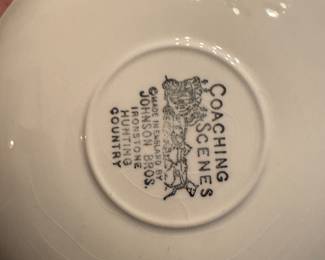 COACHING
SCENES
©MADE IN ENGLAND BY
JOHNSON BROS.
IRONSTONE
HUNTING
COUNTRY